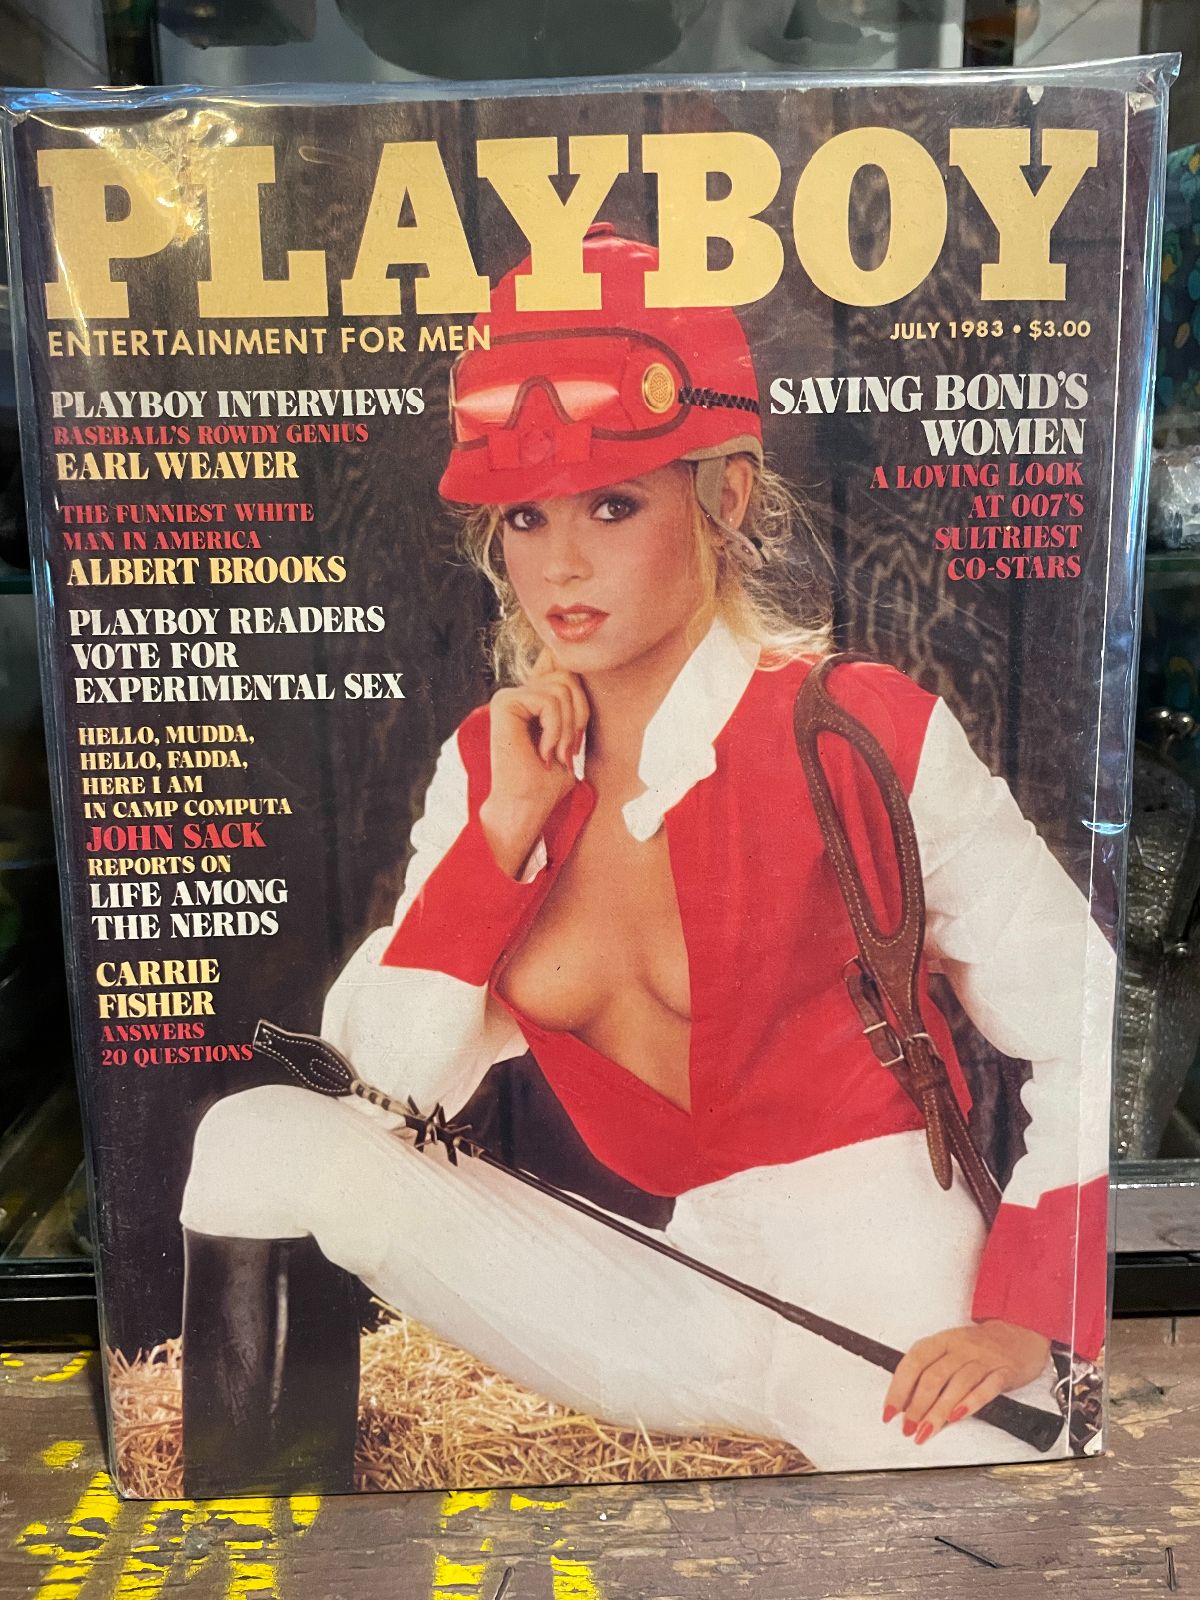 PLAYBOY
ENTERTAINMENT FOR MEN
JULY 1983 • $3.00
PLAYBOY INTERVIEWS
BASEBALL'S ROWDY GENIUS
EARL WEAVER
THE FUNNIEST WHITE
MAN IN AMERICA
ALBERT BROOKS
PLAYBOY READERS
VOTE FOR
EXPERIMENTAL SEX
HELLO, MUDDA,
HELLO, FADDA,
HERE I AM
IN CAMP COMPUTA
JOHN SACK
REPORTS ON
LIFE AMONG
THE NERDS
CARRIE
FISHER
ANSWERS
20 QUESTIONS
SAVING BOND'S
WOMEN
A LOVING LOOK
AT 007'S
SULTRIEST
CO-STARS